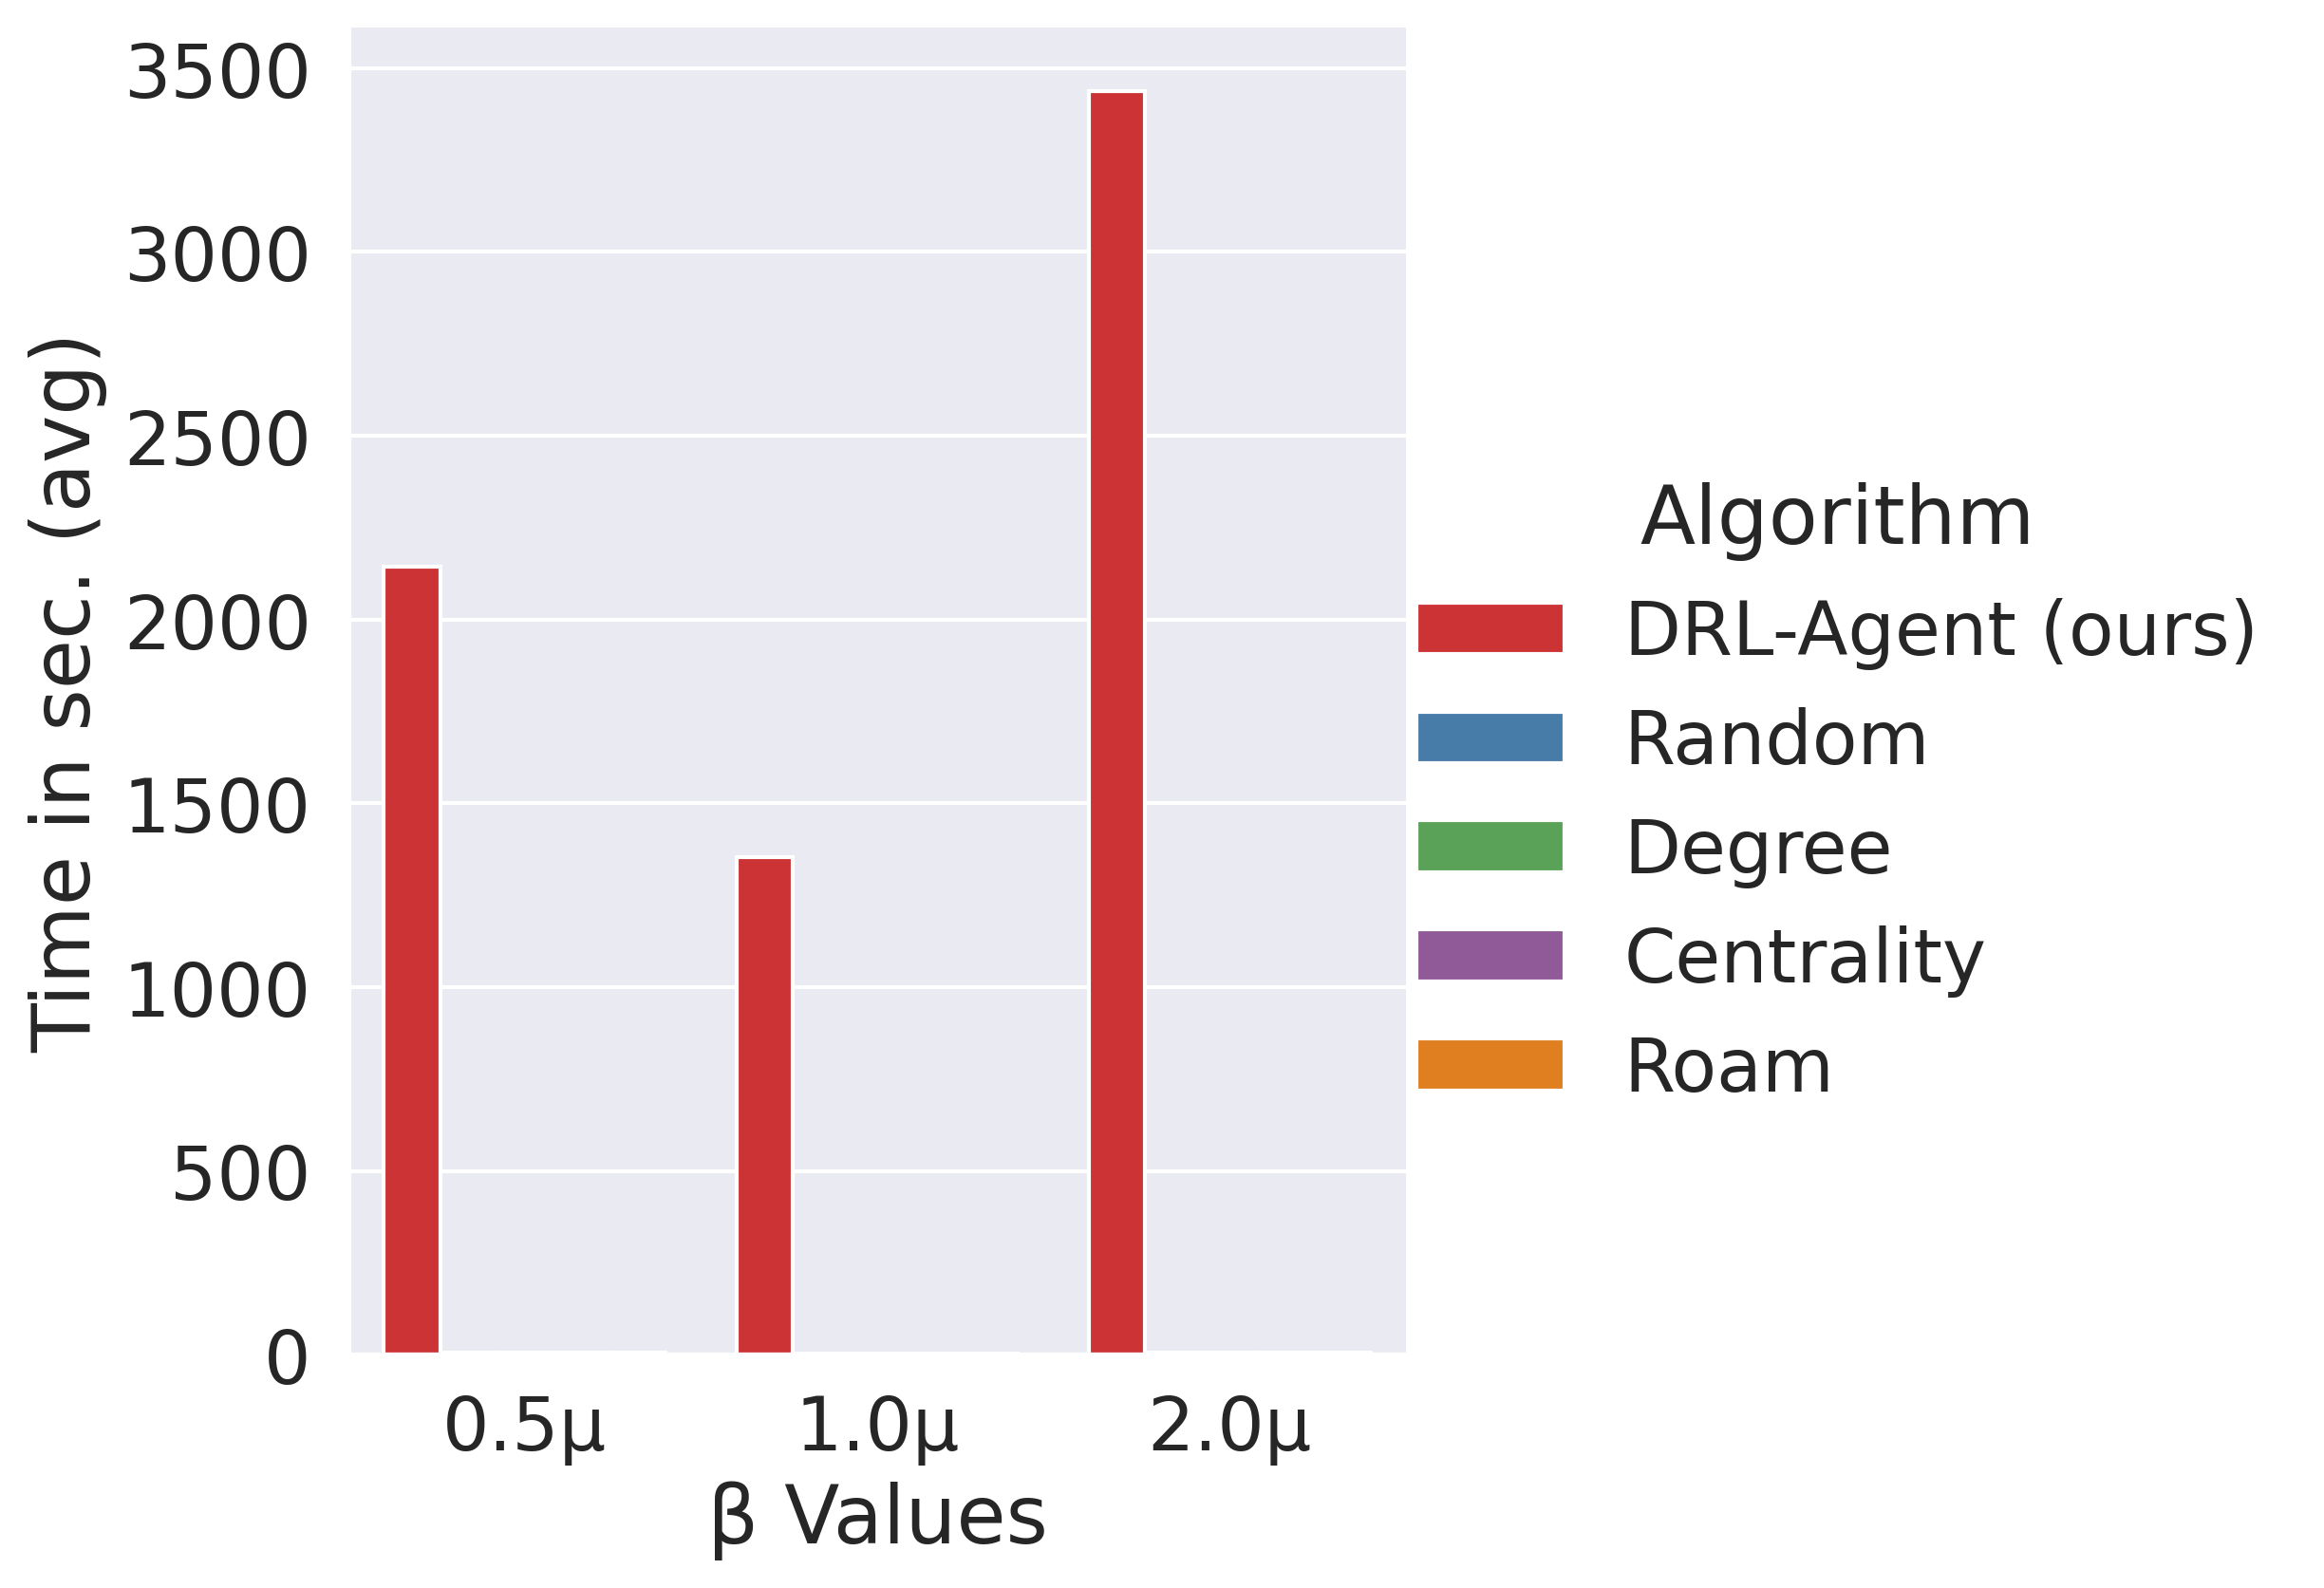 Time in sec. (avg)
3500
3000
2500
2000
1500
1000
500
0
0.5µ 1.0µ 2.0µ
β Values
Algorithm
DRL-Agent (ours)
Random
Degree
Centrality
Roam